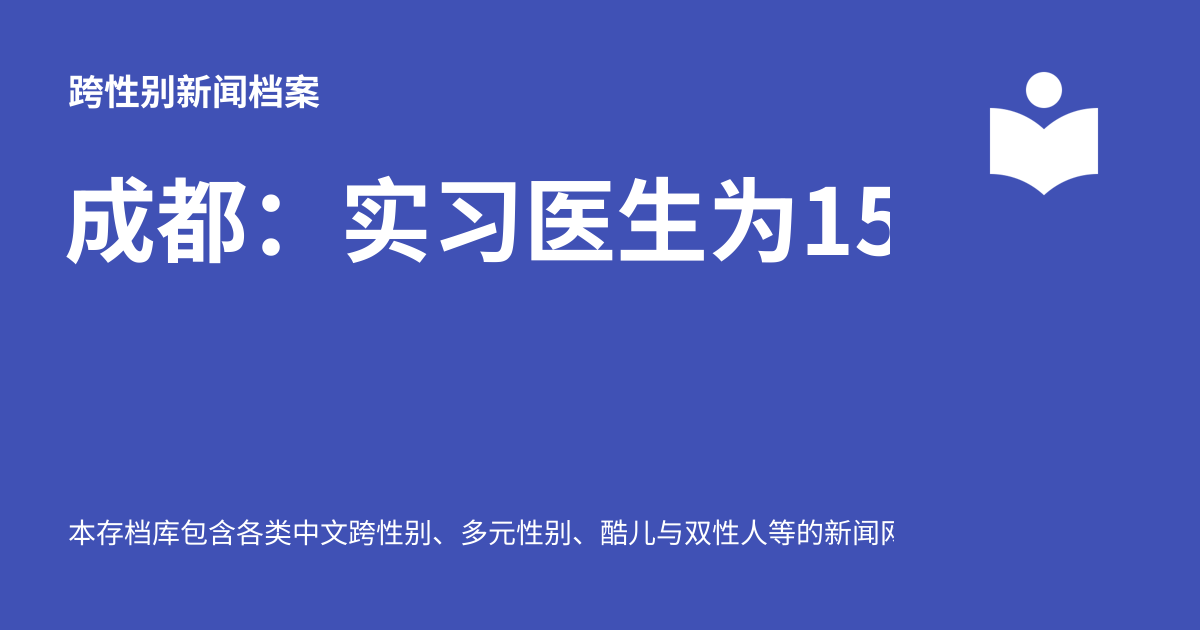 跨性别新闻档案
成都：实习医生为15
本存档库包含各类中文跨性别、多元性别、酷儿与双性人等的新闻